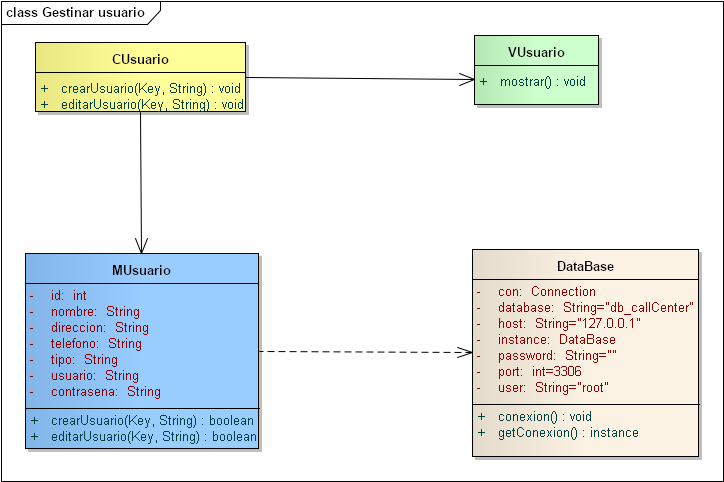 class Gestinar usuario
CUsuario
+ crearUsuario(Key, String) : void
+ editarUsuario(Key, String) : void
VUsuario
+ mostrar() : void
MUsuario
- id: int
- nombre: String
- direccion: String
- telefono: String
- tipo: String
- usuario: String
- contrasena: String
+ crearUsuario(Key, String) : boolean
+ editarUsuario(Key, String) : boolean
DataBase
- con: Connection
- database: String="db_callCenter"
- host: String="127.0.0.1"
- instance: DataBase
- password: String=""
- port: int=3306
- user: String="root"
+ conexion() : void
+ getConexion() : instance